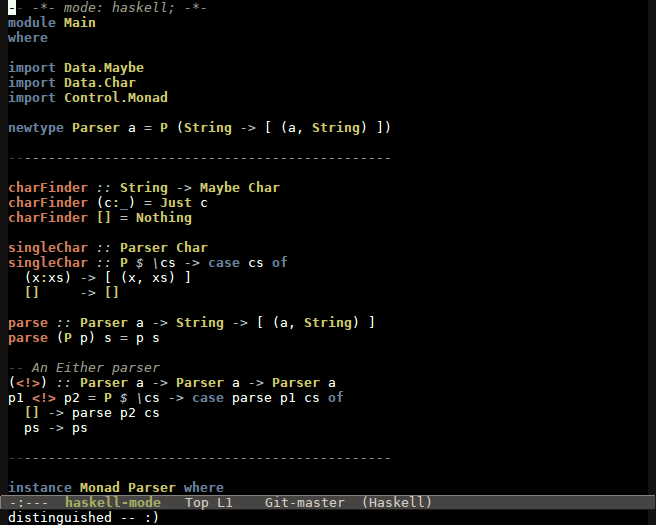 -- -*- mode: haskell; -*-
module Main
where
import Data.Maybe
import Data.Char
import Control.Monad
newtype Parser a = P (String -> [ (a, String) ])
------------------------------------------------
charFinder :: String -> Maybe Char
charFinder (c:_) = Just c
charFinder [] = Nothing
singleChar :: Parser Char
singleChar :: P $ \cs -> case cs of
  (x:xs) -> [ (x, xs) ]
  []     -> []
parse :: Parser a -> String -> [ (a, String) ]
parse (P p) s = p s
-- An Either parser
(<!>) :: Parser a -> Parser a -> Parser a
p1 <!> p2 = P $ \cs -> case parse p1 cs of
  [] -> parse p2 cs
  ps -> ps
------------------------------------------------
instance Monad Parser where
-:---  haskell-mode   Top L1    Git-master  (Haskell)
distinguished -- :)